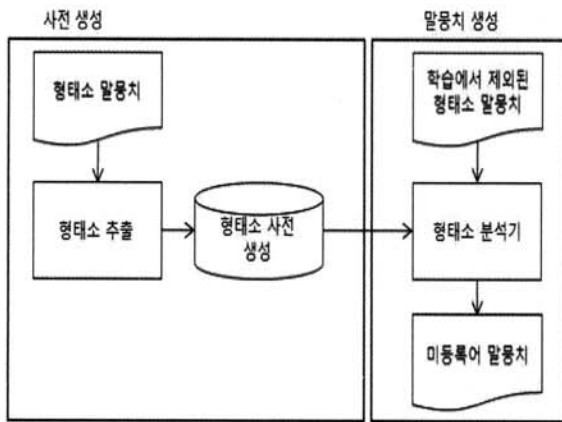 사전 생성
형태소 말뭉치
형태소 추출
형태소 사전
생성
말뭉치 생성
학습에서 제외된
형태소 말뭉치
형태소 분석기
미등록어 말뭉치